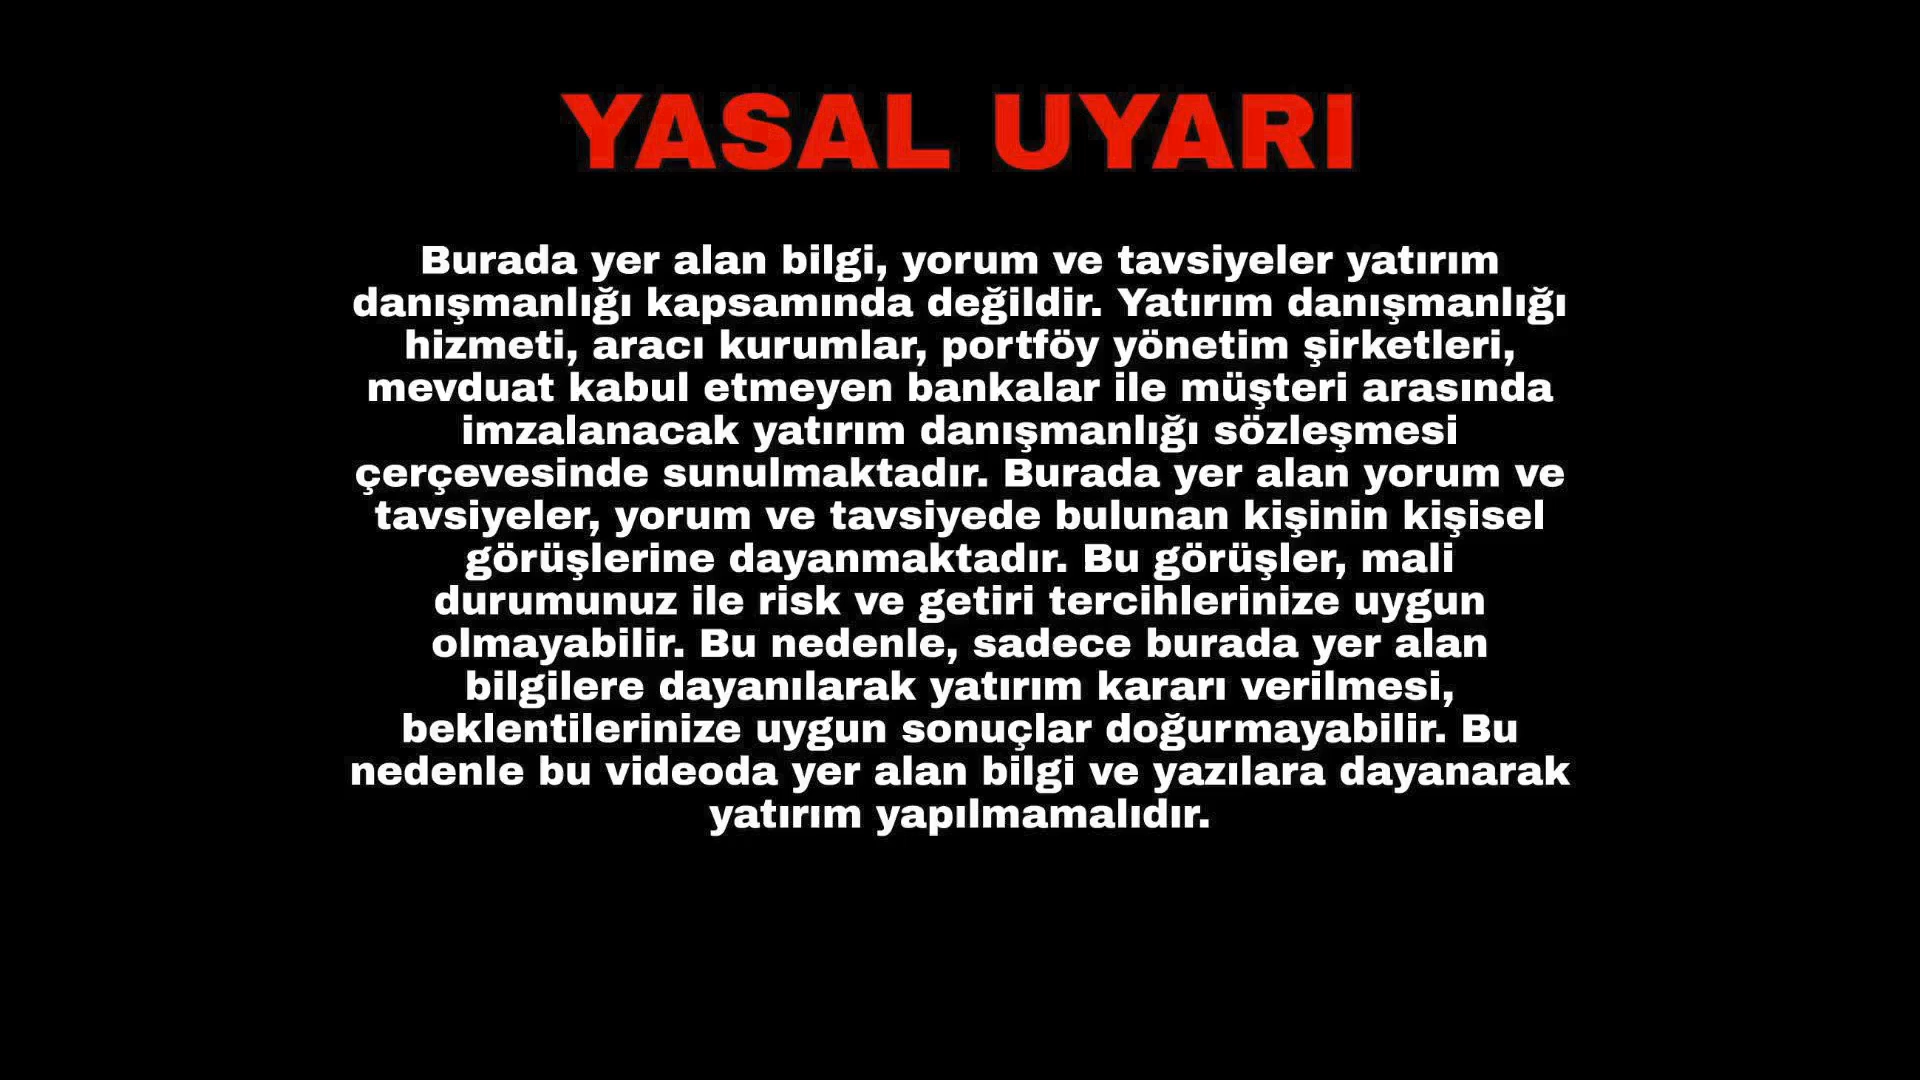 YASAL UYARI
Burada yer alan bilgi, yorum ve tavsiyeler yatırım
danışmanlığı kapsamında değildir. Yatırım danışmanlığı
hizmeti, aracı kurumlar, portföy yönetim şirketleri,
mevduat kabul etmeyen bankalar ile müşteri arasında
imzalanacak yatırım danışmanlığı sözleşmesi
çerçevesinde sunulmaktadır. Burada yer alan yorum ve
tavsiyeler, yorum ve tavsiyede bulunan kişinin kişisel
görüşlerine dayanmaktadır. Bu görüşler, mali
durumunuz ile risk ve getiri tercihlerinize uygun
olmayabilir. Bu nedenle, sadece burada yer alan
bilgilere dayanılarak yatırım kararı verilmesi,
beklentilerinize uygun sonuçlar doğurmayabilir. Bu
nedenle bu videoda yer alan bilgi ve yazılara dayanarak
yatırım yapılmamalıdır.